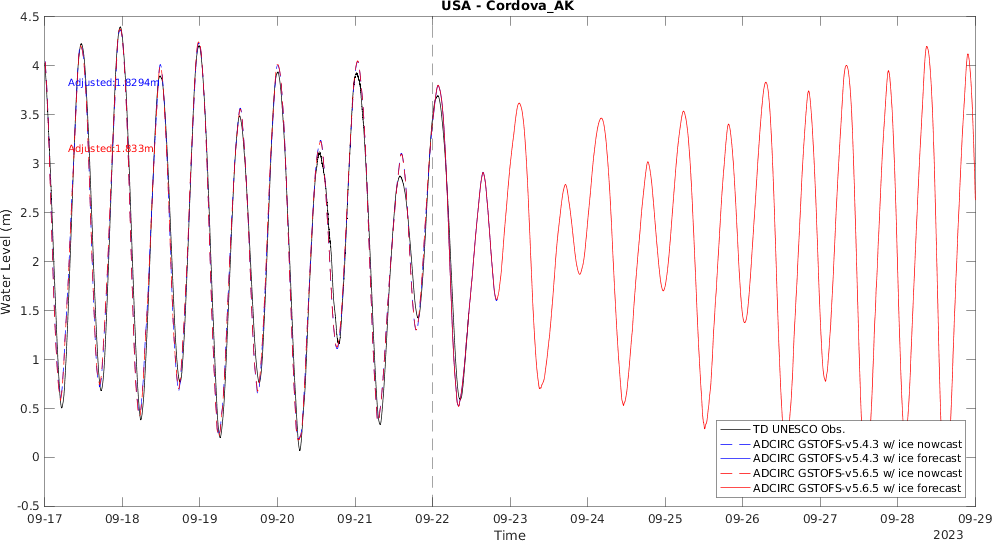 USA - Cordova_AK
4.5
4
3.5
3
2.5
2
1.5
1
0.5
0
-0.5
Water Level (m)
Adjusted:1.8294m
Adjusted:1.833m
TD UNESCO Obs.
ADCIRC GSTOFS-v5.4.3 w/ ice nowcast
ADCIRC GSTOFS-v5.4.3 w/ ice forecast
ADCIRC GSTOFS-v5.6.5 w/ ice nowcast
ADCIRC GSTOFS-v5.6.5 w/ ice forecast
09-17 09-18 09-19 09-20 09-21 09-22 09-23 09-24 09-25 09-26 09-27 09-28 09-29
Time
2023